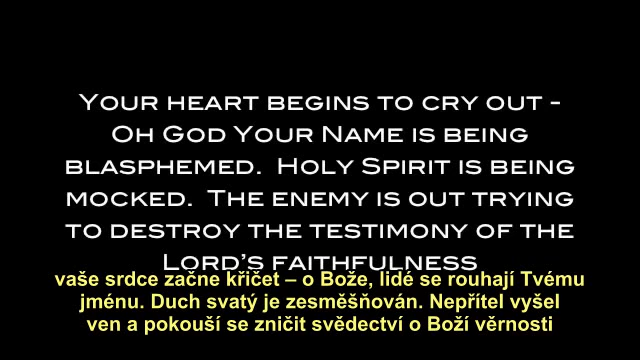 Your heart begins to cry out -
Oh God Your Name is being
blasphemed.  Holy Spirit is being
mocked.  The enemy is out trying
to destroy the testimony of the
Lord's faithfulness
vaše srdce začne křičet – o Bože, lidé se rouhají Tvému
jménu. Duch svatý je zesměšňován. Nepřítel vyšel
ven a pokouší se zničit svědectví o Boží věrnosti